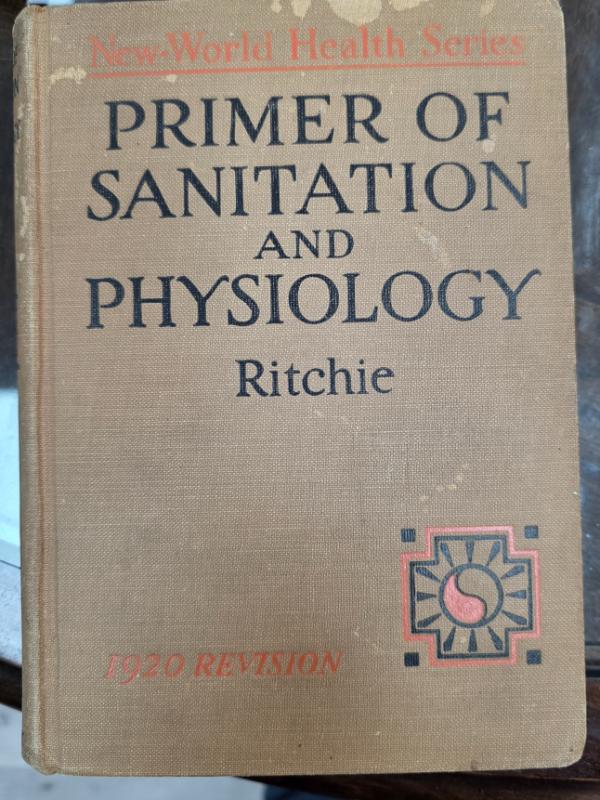 New-World Health Series
PRIMER OF
SANITATION
AND
PHYSIOLOGY
Ritchie
1920 REVISION